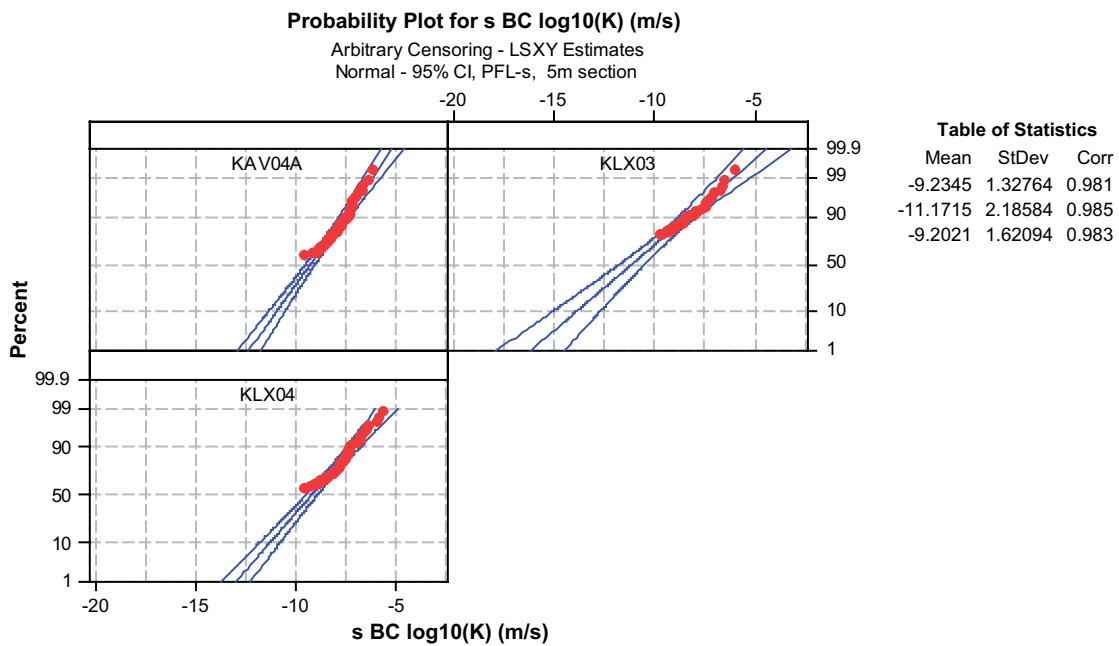 Probability Plot for s BC log10(K) (m/s)
Arbitrary Censoring - LSXY Estimates
Normal - 95% CI, PFL-s, 5m section
-20 -15 -10 -5
KAV04A
KLX03
99.9
99
90
50
10
1
Table of Statistics
Mean StDev Corr
-9.2345 1.32764 0.981
-11.1715 2.18584 0.985
-9.2021 1.62094 0.983
Percent
KLX04
99.9
99
90
50
10
1
-20 -15 -10 -5
s BC log10(K) (m/s)